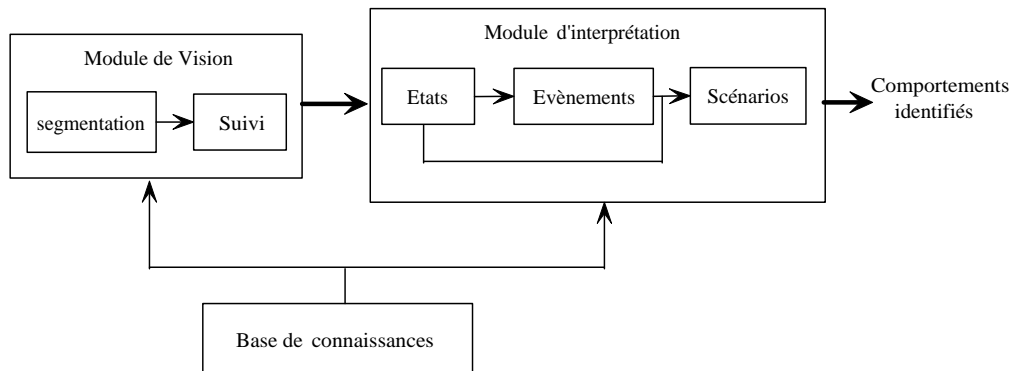 Module de Vision
segmentation
Suivi
Module d'interprétation
Etats
Evènements
Scénarios
Comportements
identifiés
Base de connaissances